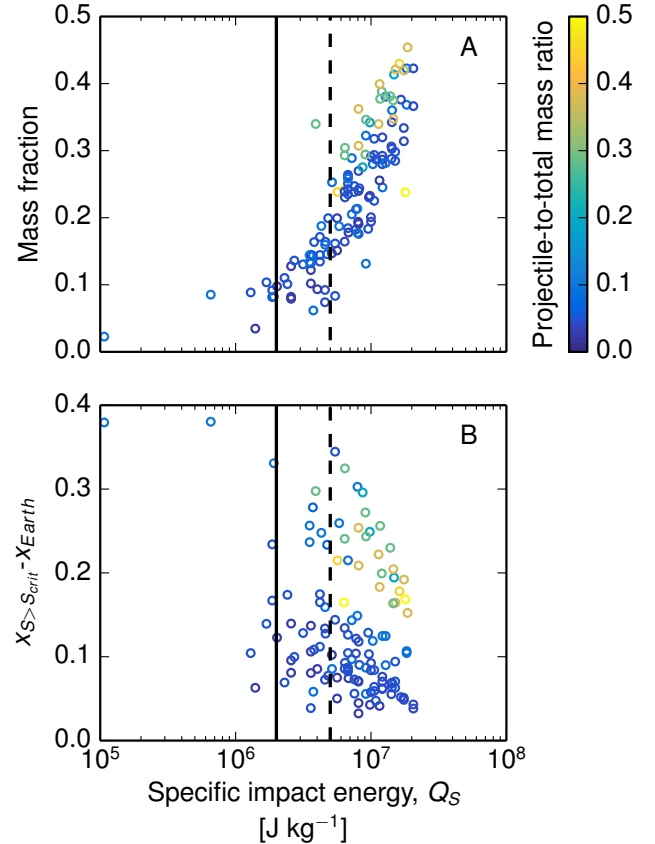 0.5
0.4
0.3
0.2
0.1
0.0
Mass fraction
A
0.5
0.4
0.3
0.2
0.1
0.0
Projectile-to-total mass ratio
0.4
0.3
0.2
0.1
0.0
x_{S>S_{crit}}-x_{Earth}
B
10^5 10^6 10^7 10^8
Specific impact energy, Q_S
[J kg^{-1}]